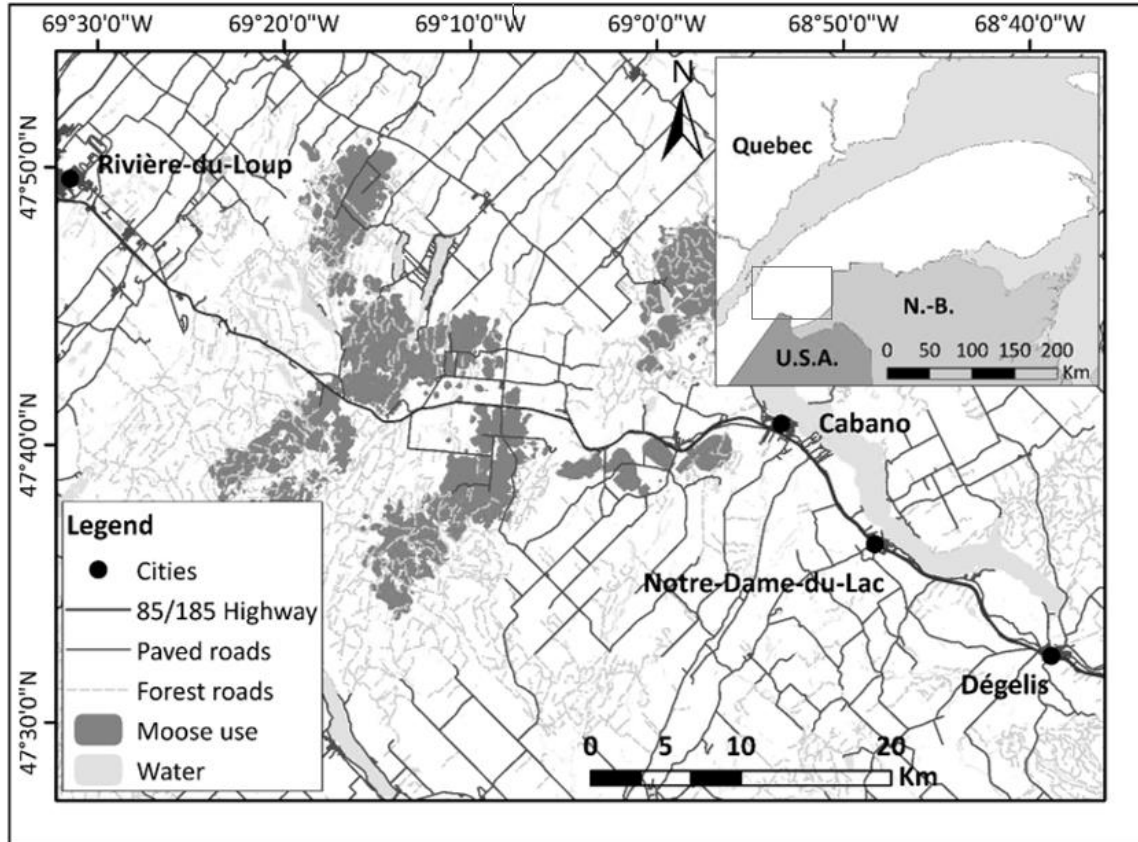 69°30'0"W 69°20'0"W 69°10'0"W 69°0'0"W 68°50'0"W 68°40'0"W
N
Quebec
47°50'0"N
Rivière-du-Loup
N.-B.
U.S.A.
0 50 100 150 200
Km
Cabano
47°40'0"N
Legend
Cities
85/185 Highway
Paved roads
Forest roads
Moose use
Water
Notre-Dame-du-Lac
Dégelis
47°30'0"N
0 5 10 20
Km